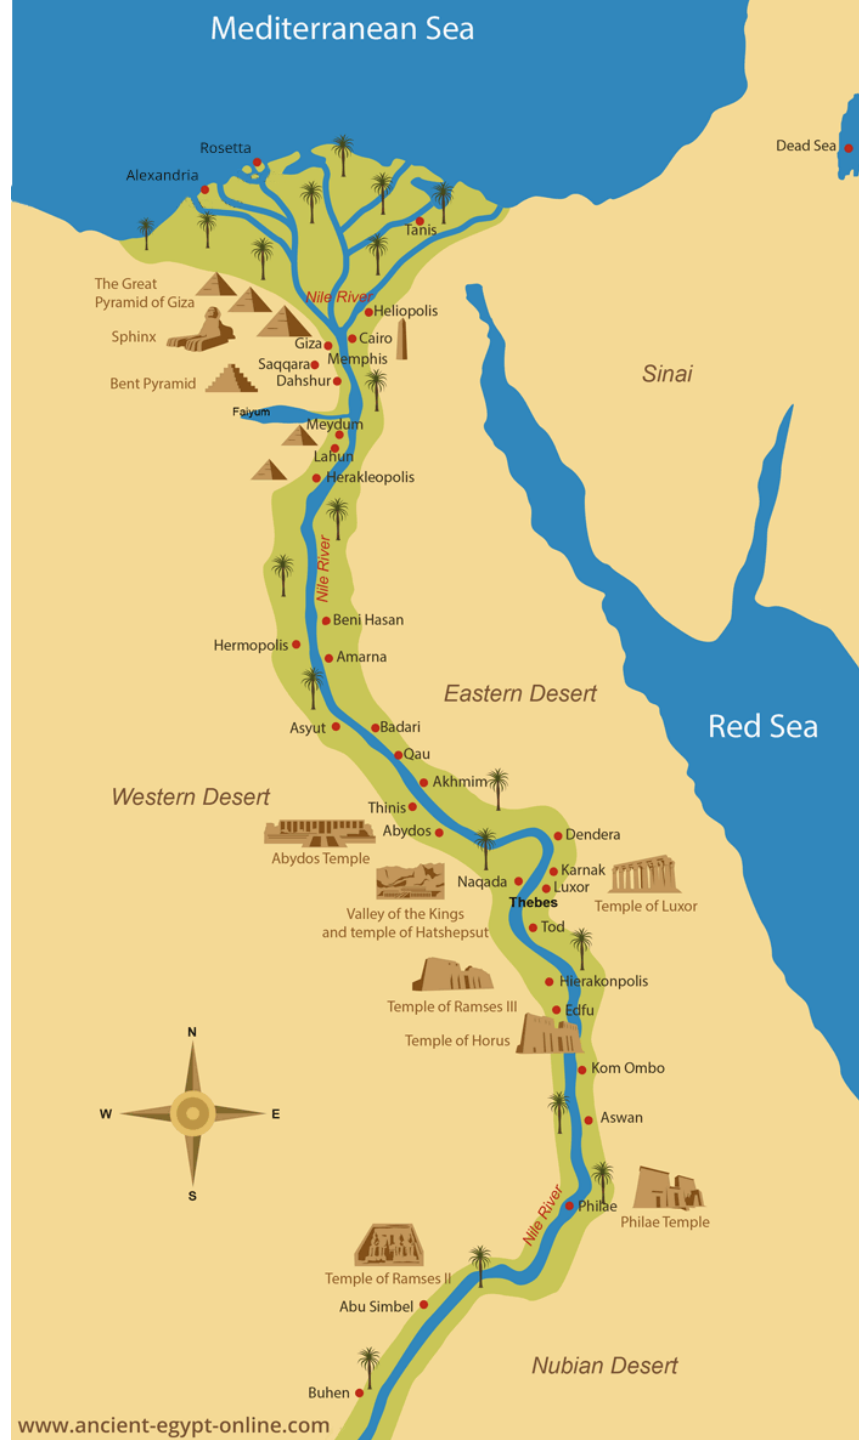 Mediterranean Sea
Rosetta
Dead Sea
Alexandria
Tanis
The Great
Pyramid of Giza
Nile River
Heliopolis
Sphinx
Giza
Cairo
Memphis
Saqqara
Sinai
Bent Pyramid
Dahshur
Faiyum
Meydum
Lahun
Herakleopolis
Nile River
Beni Hasan
Hermopolis
Amarna
Eastern Desert
Asyut
Badari
Red Sea
Qau
Akhmim
Western Desert
Thinis
Abydos
Dendera
Abydos Temple
Karnak
Naqada
Luxor
Thebes
Temple of Luxor
Valley of the Kings
and temple of Hatshepsut
Tod
Hierakonpolis
Temple of Ramses III
Edfu
Temple of Horus
N
Kom Ombo
W
E
Aswan
S
Nile River
Philae
Philae Temple
Temple of Ramses II
Abu Simbel
Nubian Desert
Buhen
www.ancient-egypt-online.com